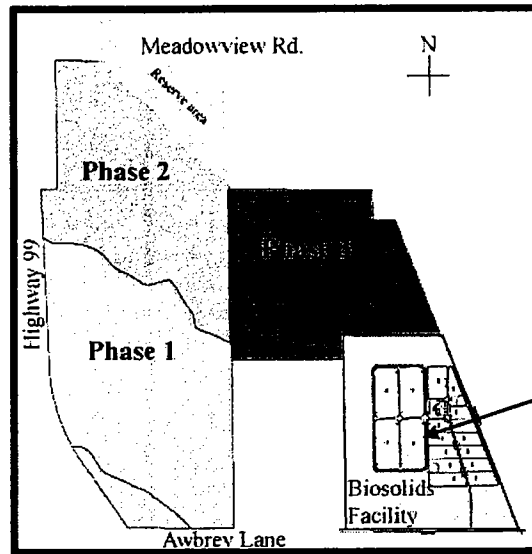 Meadowview Rd.
N
Reserve area
Phase 2
Highway 99
Phase 1
Biosolids
Facility
Awbrey Lane